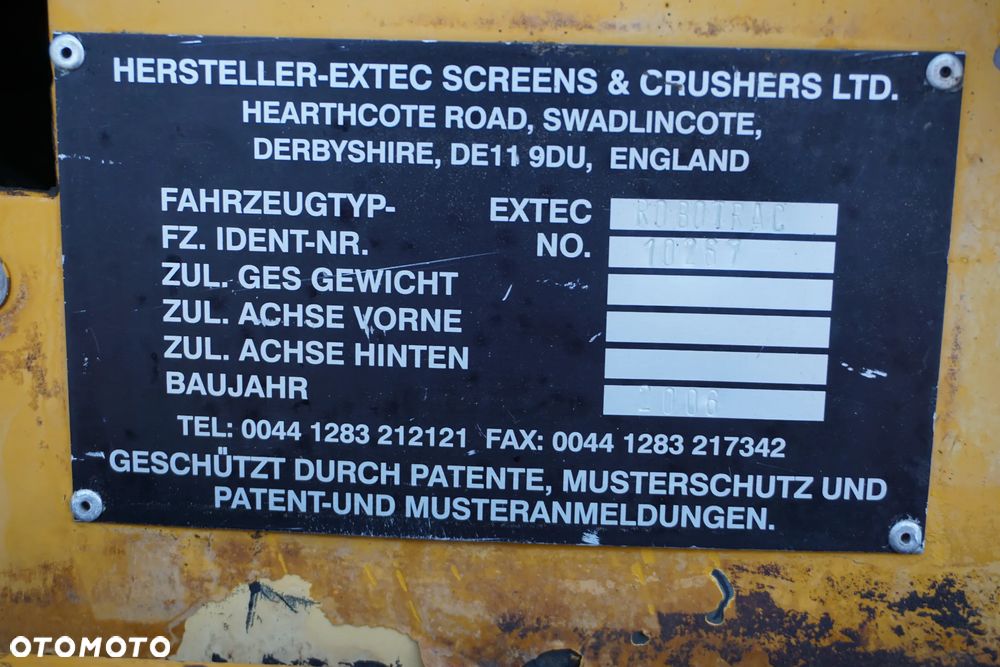 HERSTELLER-EXTEC SCREENS & CRUSHERS LTD.
HEARTHCOTE ROAD, SWADLINCOTE,
DERBYSHIRE, DE11 9DU, ENGLAND
FAHRZEUGTYP- EXTEC ROBOTRAC
FZ. IDENT-NR. NO. 10267
ZUL. GES GEWICHT
ZUL. ACHSE VORNE
ZUL. ACHSE HINTEN
BAUJAHR 2006
TEL: 0044 1283 212121 FAX: 0044 1283 217342
GESCHÜTZT DURCH PATENTE, MUSTERSCHUTZ UND
PATENT-UND MUSTERANMELDUNGEN.
OTOMOTO